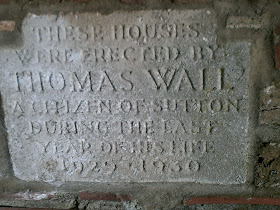 THESE HOUSES
WERE ERECTED BY
THOMAS WALL
A CITIZEN OF SUTTON
DURING THE LAST
YEAR OF HIS LIFE
1929-1930